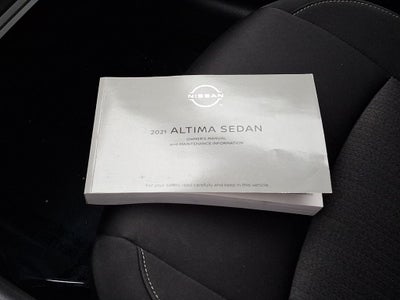 NISSAN
2021 ALTIMA SEDAN
OWNER'S MANUAL
and MAINTENANCE INFORMATION
For your safety, read carefully and keep in this vehicle.